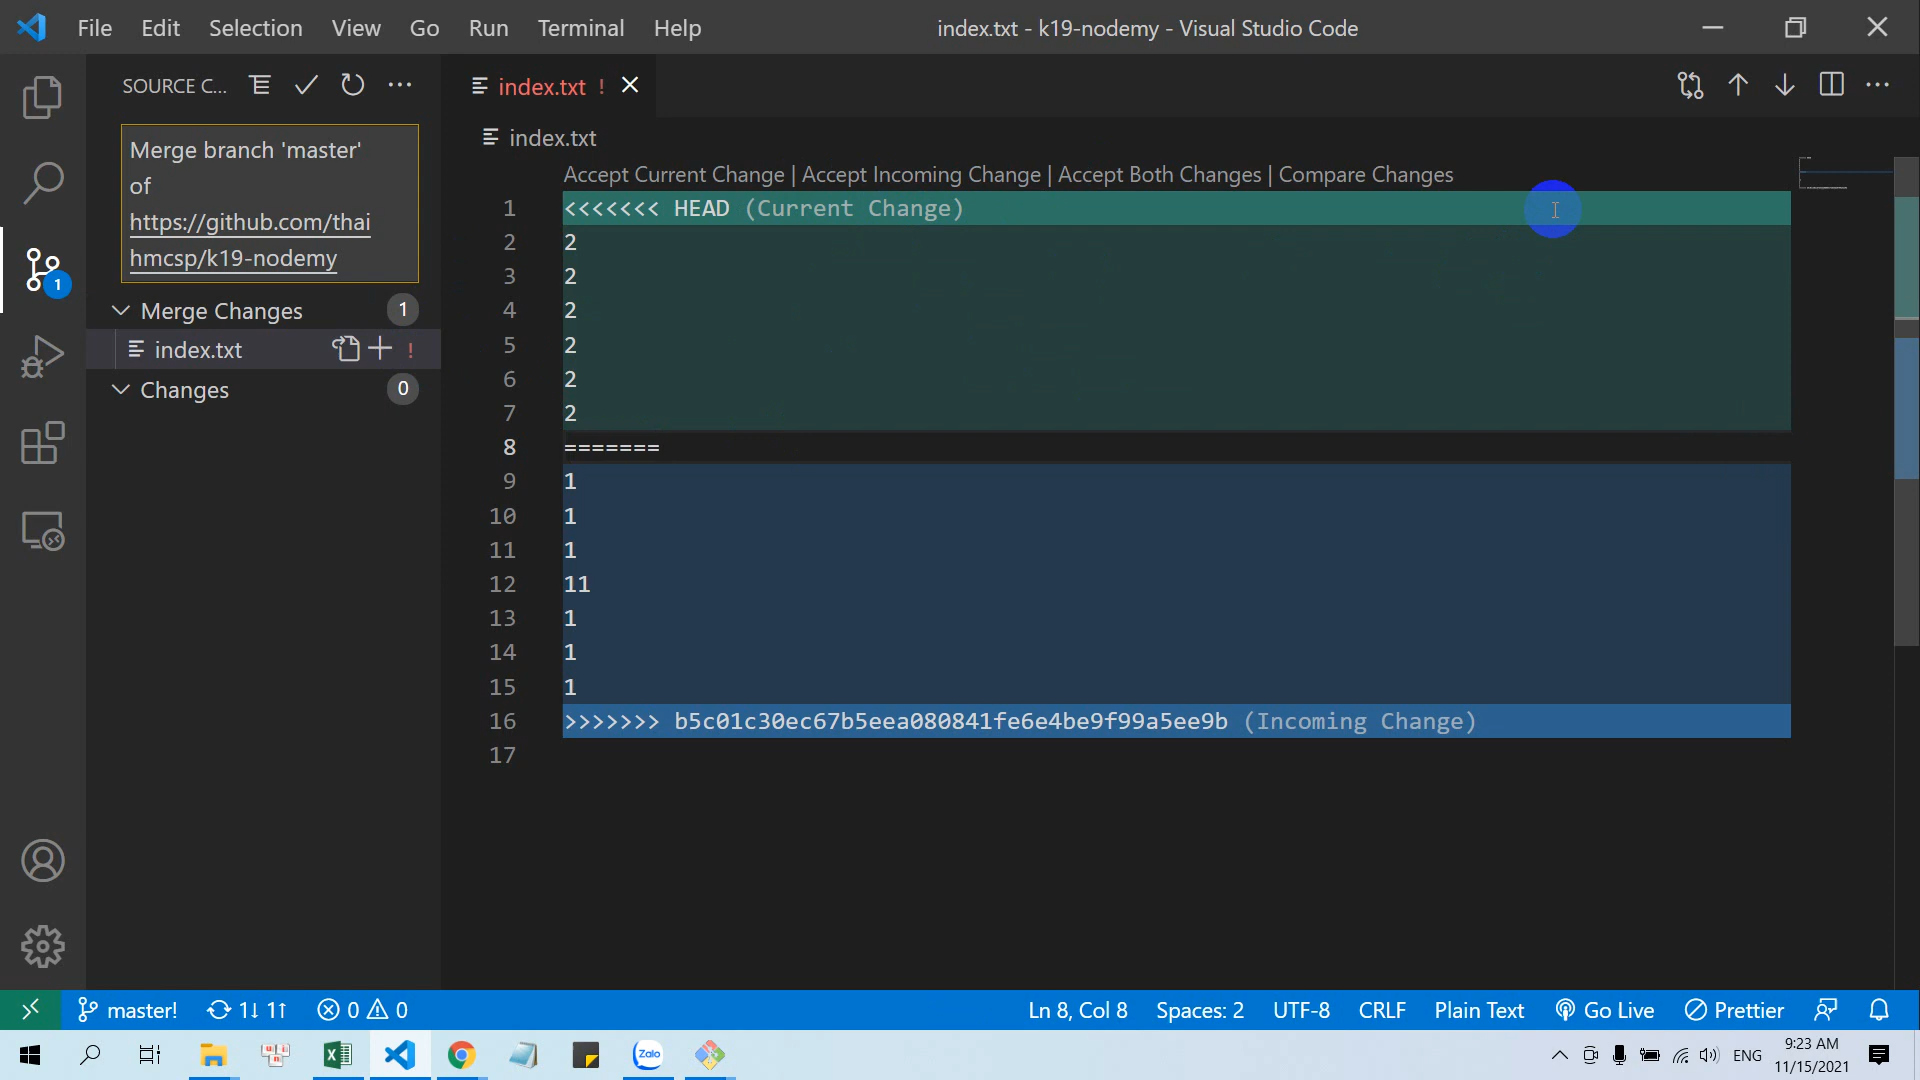 File Edit Selection View Go Run Terminal Help
index.txt - k19-nodemy - Visual Studio Code
SOURCE C...
index.txt !
Merge branch 'master'
of
https://github.com/thai
hmcsp/k19-nodemy
Merge Changes 1
index.txt !
Changes 0
1
index.txt
Accept Current Change | Accept Incoming Change | Accept Both Changes | Compare Changes
1 <<<<<<< HEAD (Current Change)
2 2
3 2
4 2
5 2
6 2
7 2
8 =======
9 1
10 1
11 1
12 11
13 1
14 1
15 1
16 >>>>>>> b5c01c30ec67b5eea080841fe6e4be9f99a5ee9b (Incoming Change)
17
master! 1↓ 1↑ 0 0 Ln 8, Col 8 Spaces: 2 UTF-8 CRLF Plain Text Go Live Prettier
Zalo
ENG
9:23 AM
11/15/2021